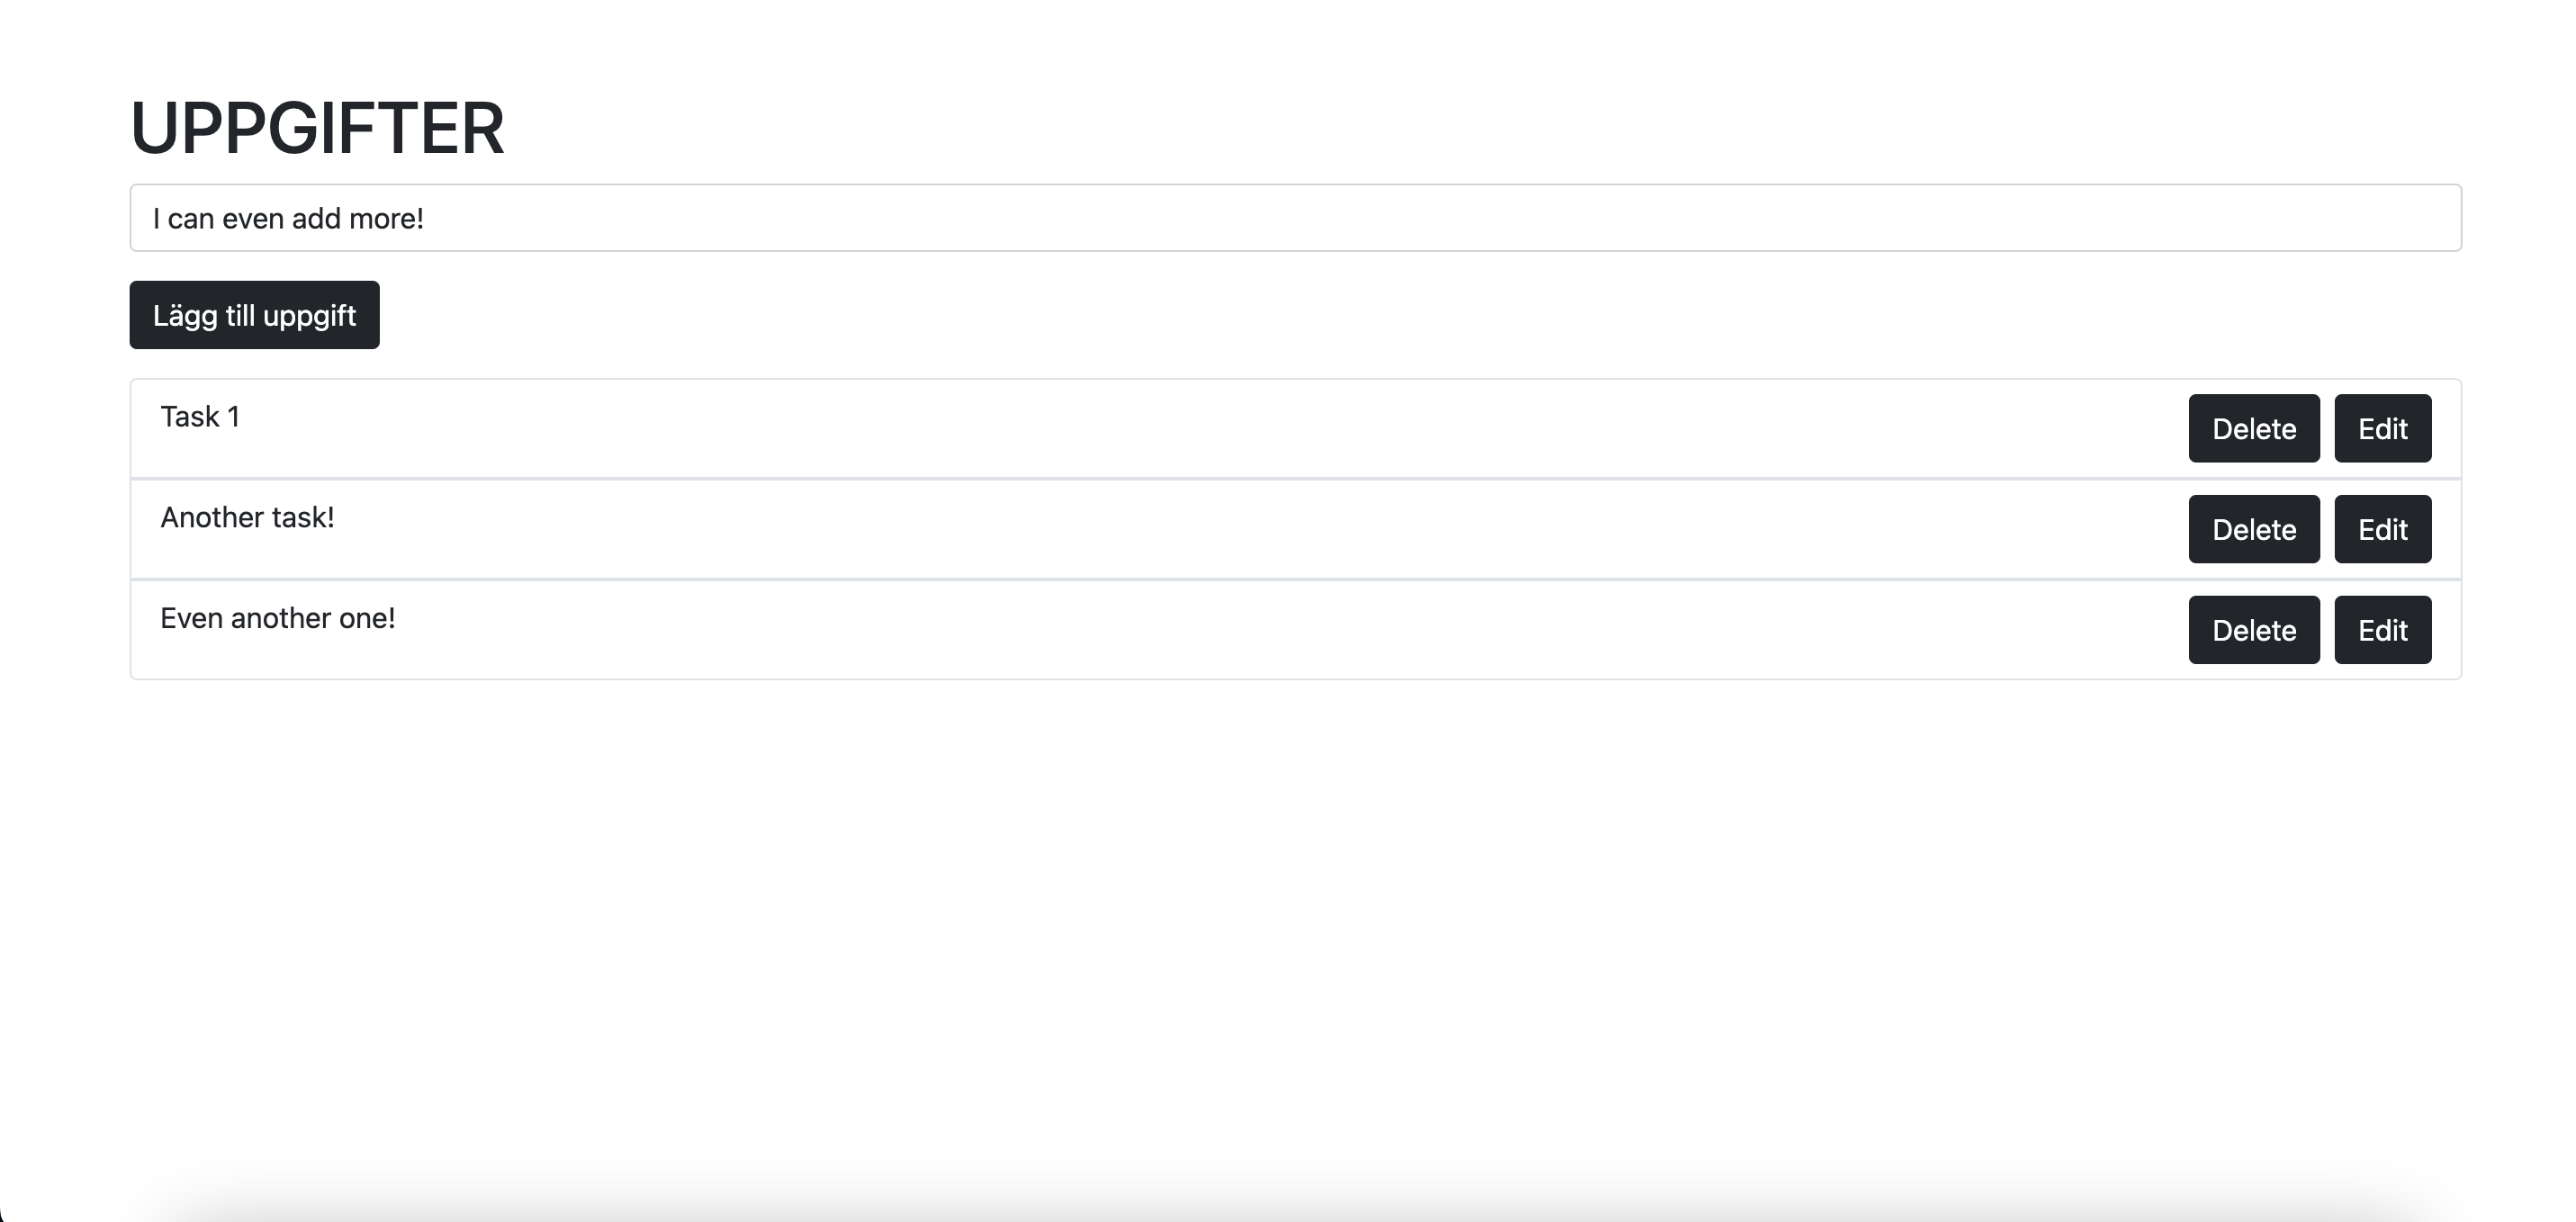 UPPGIFTER
I can even add more!
Lägg till uppgift
Task 1 Delete Edit
Another task! Delete Edit
Even another one! Delete Edit